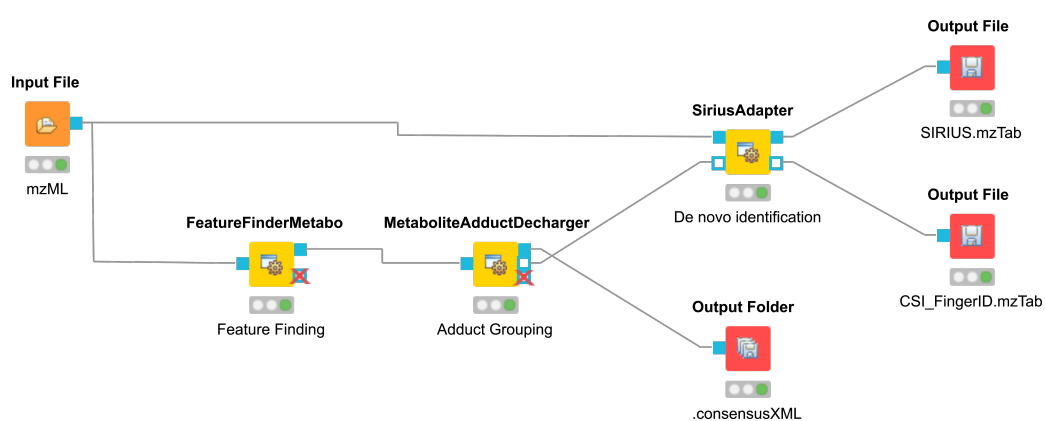 Output File
Input File
SiriusAdapter
SIRIUS.mzTab
mzML
Output File
FeatureFinderMetabo
MetaboliteAdductDecharger
De novo identification
CSI_FingerID.mzTab
Output Folder
Feature Finding
Adduct Grouping
.consensusXML